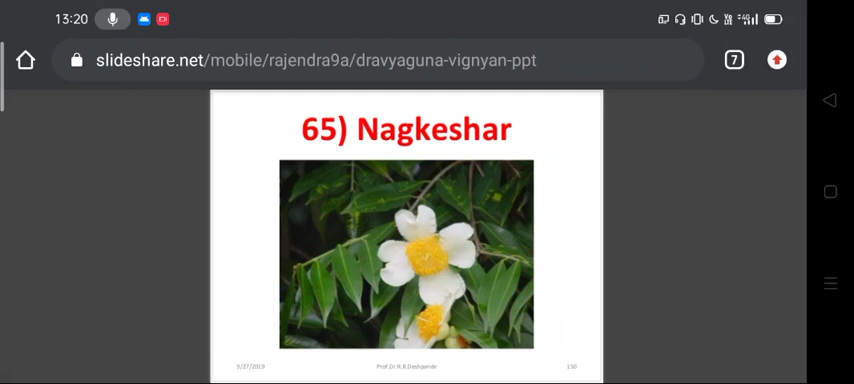 13:20
slideshare.net/mobile/rajendra9a/dravyaguna-vignyan-ppt
7
65) Nagkeshar
9/27/2019
Prof.Dr.R.R.Deshpande
150